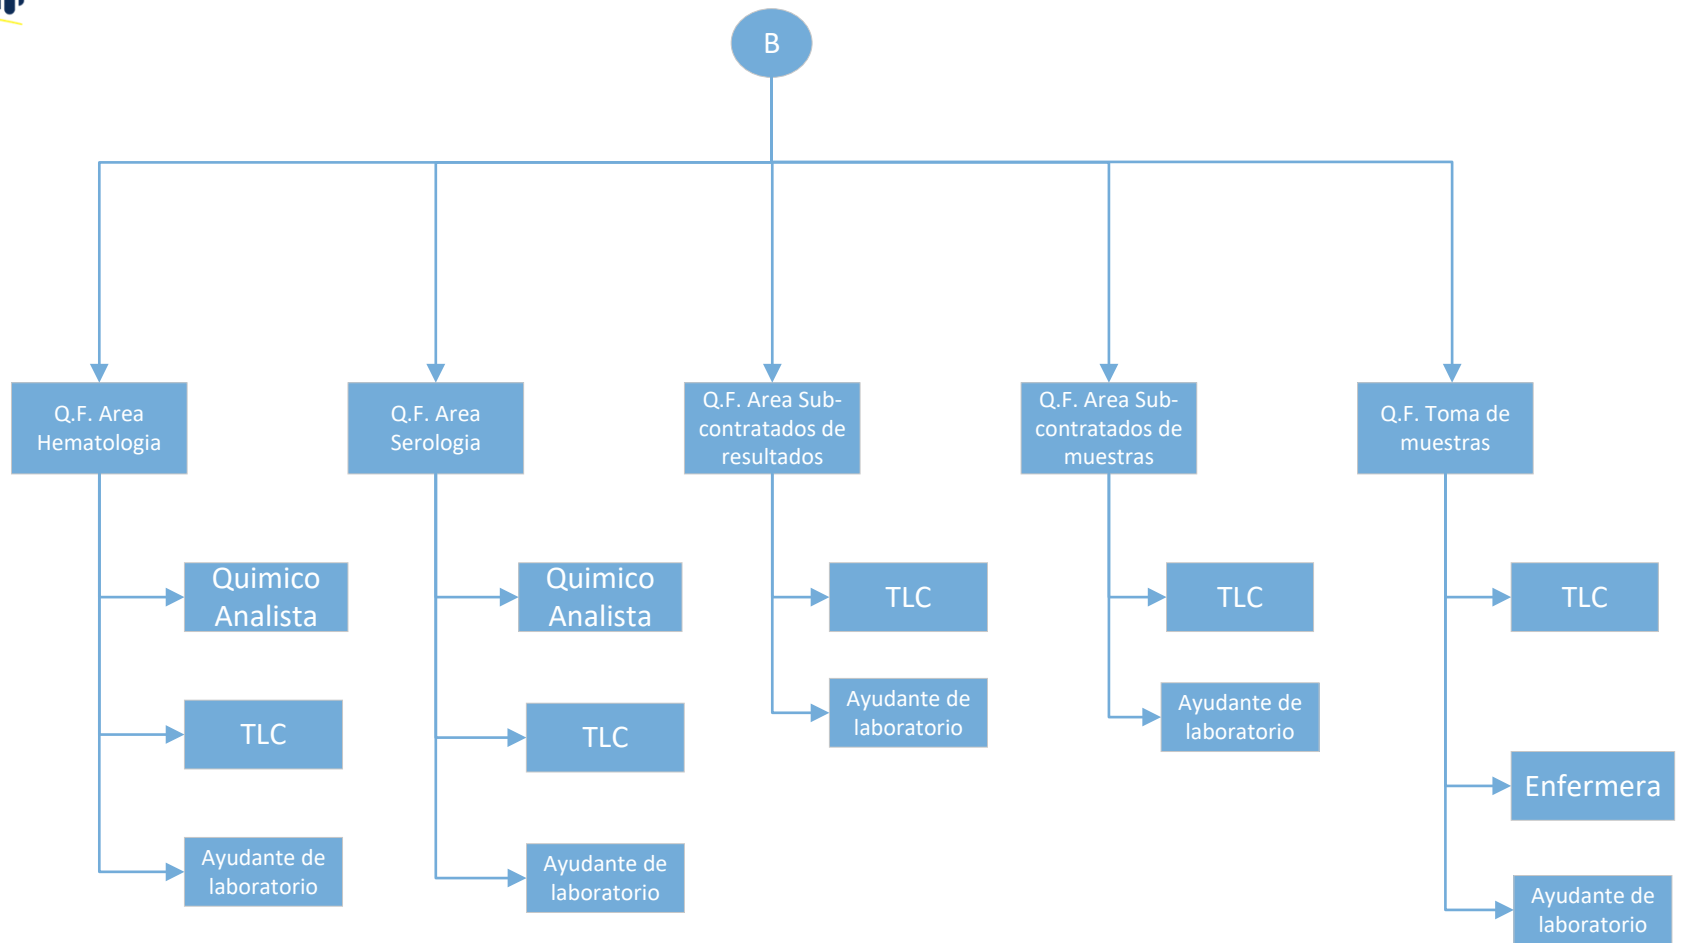 B
Q.F. Area
Hematologia
Q.F. Area
Serologia
Q.F. Area Sub-
contratados de
resultados
Q.F. Area Sub-
contratados de
muestras
Q.F. Toma de
muestras
Quimico
Analista
Quimico
Analista
TLC
TLC
TLC
TLC
TLC
Ayudante de
laboratorio
Ayudante de
laboratorio
Enfermera
Ayudante de
laboratorio
Ayudante de
laboratorio
Ayudante de
laboratorio